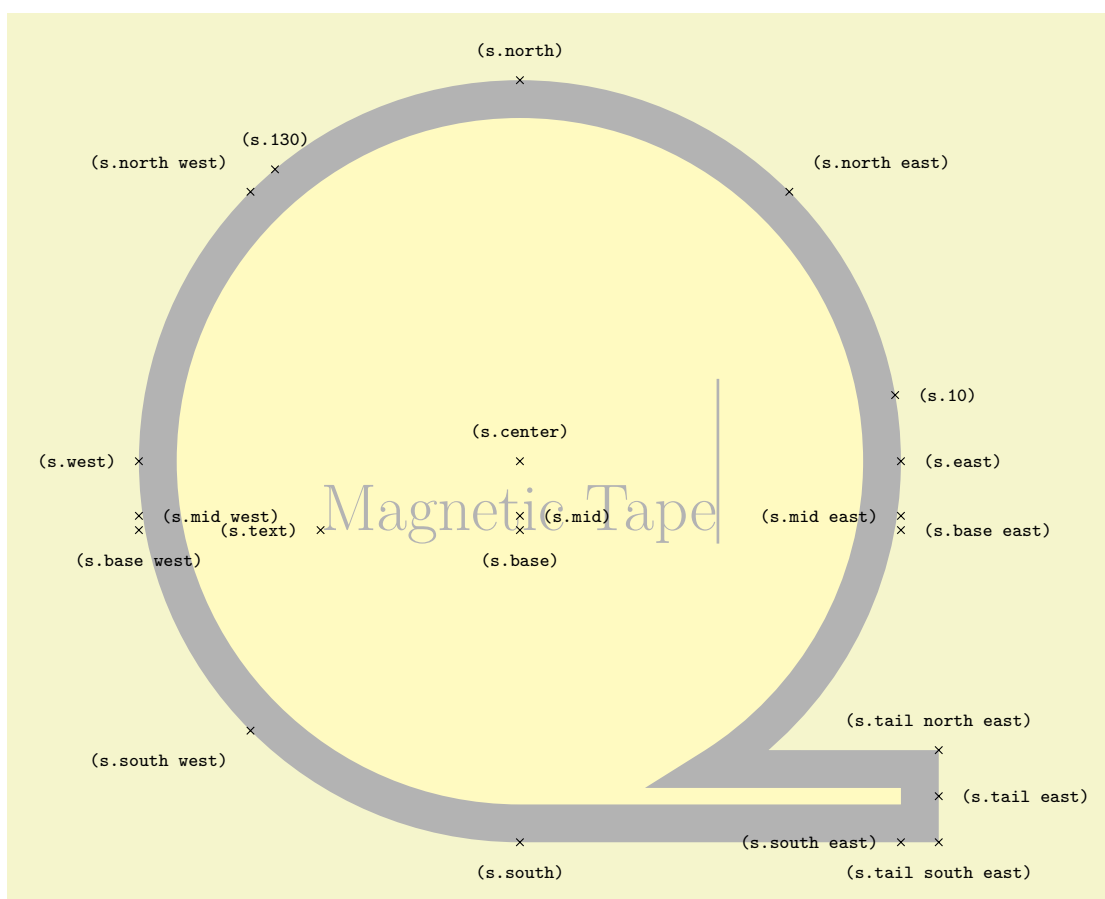 (s.north)
(s.130)
(s.north west)
(s.north east)
(s.10)
(s.center)
(s.west)
(s.east)
Magnetic Tape
(s.mid west)
(s.mid)
(s.mid east)
(s.text)
(s.base east)
(s.base west)
(s.base)
(s.tail north east)
(s.south west)
(s.tail east)
(s.south east)
(s.south)
(s.tail south east)